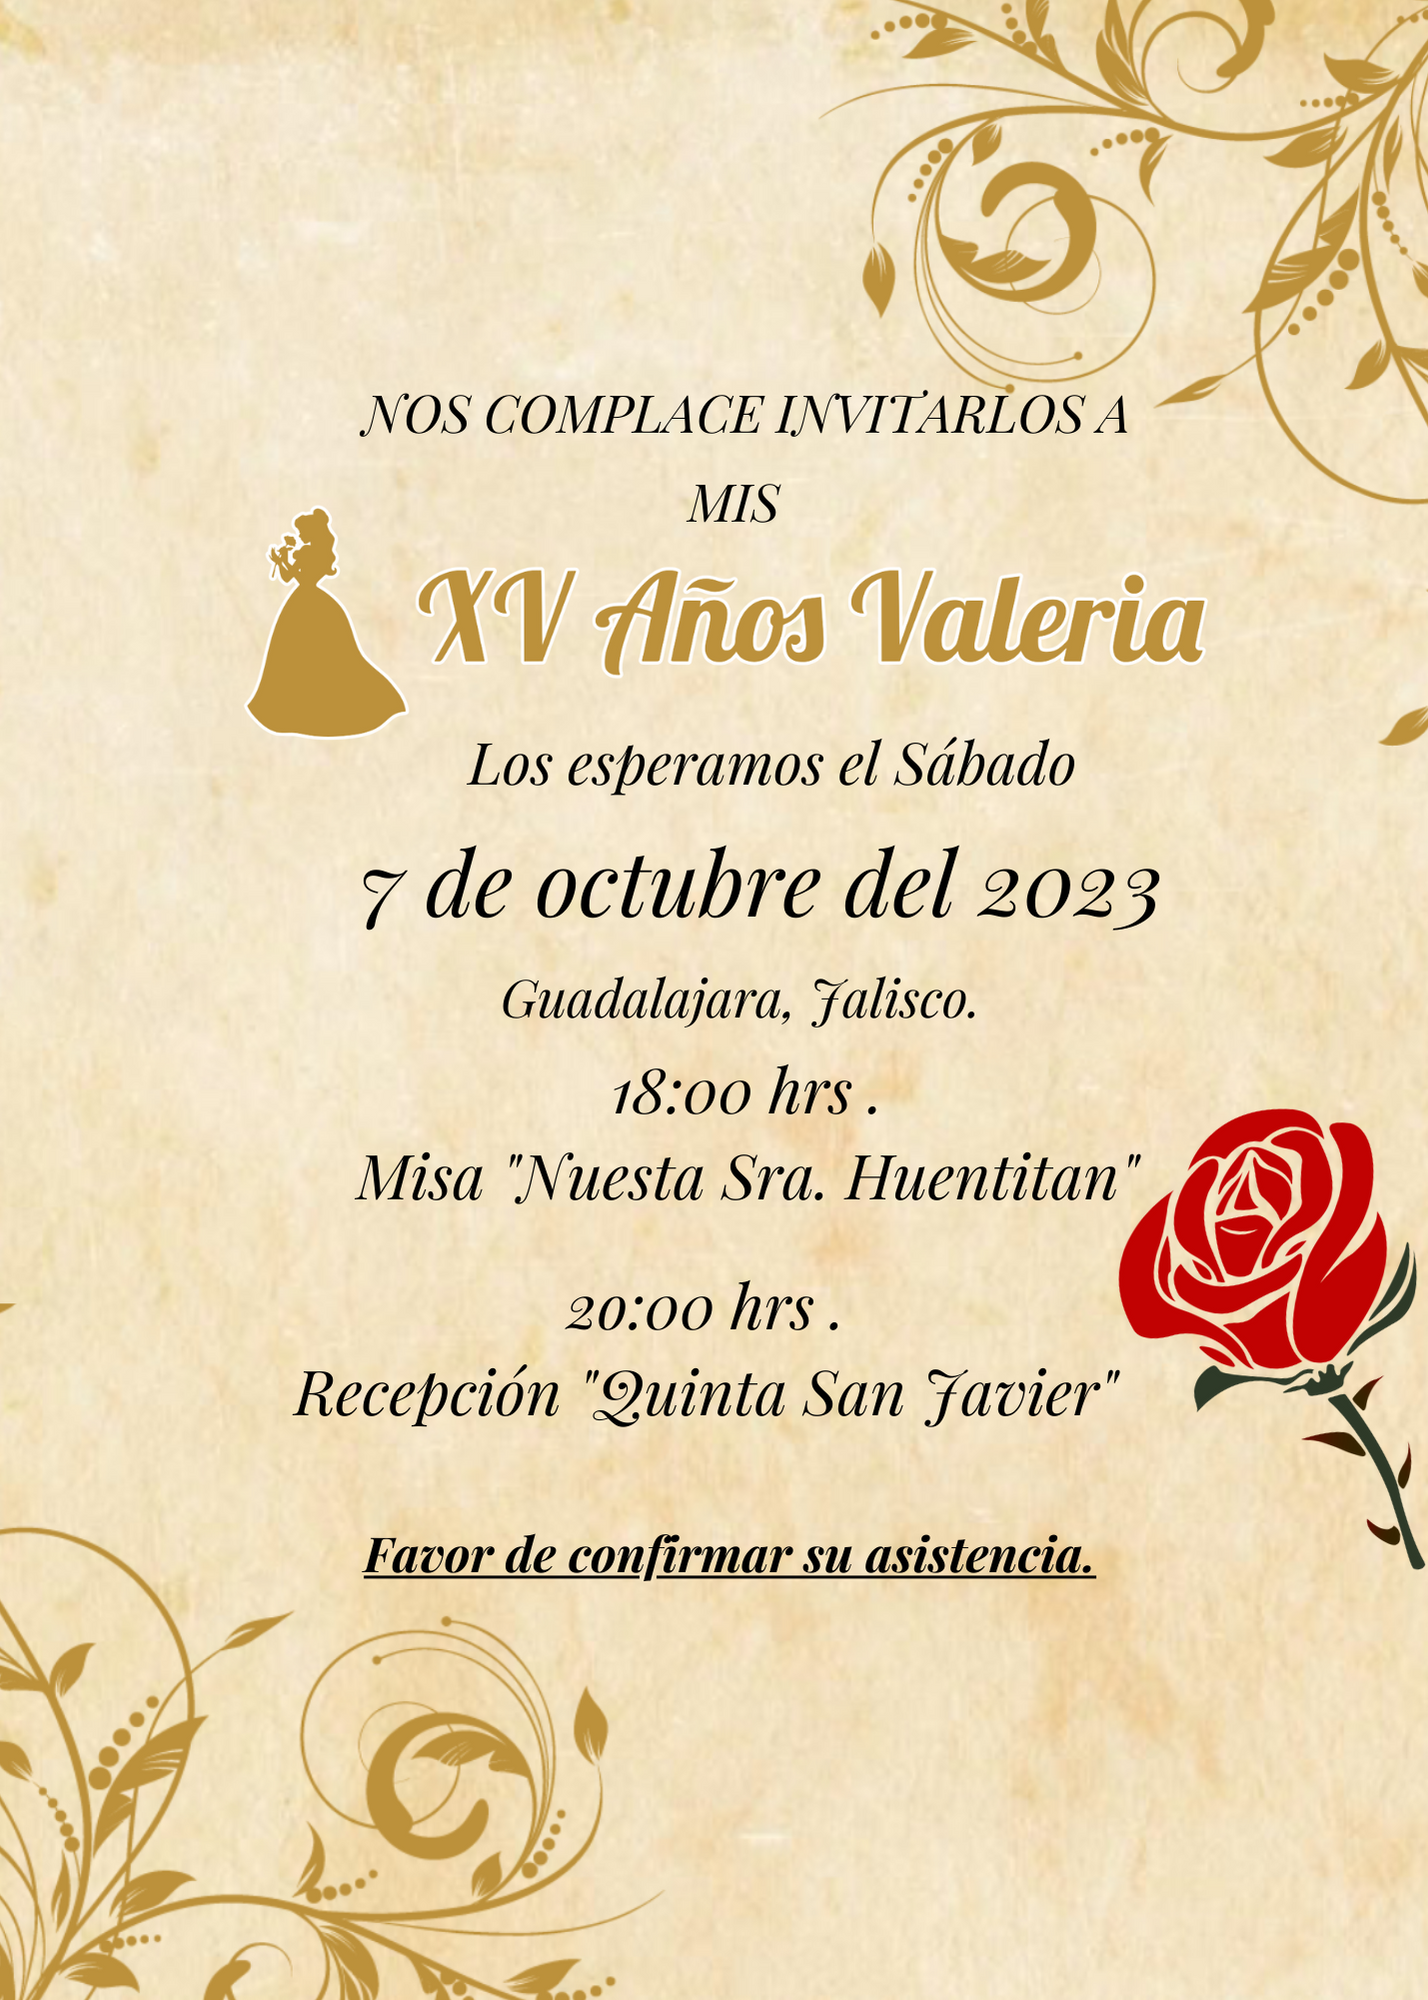 NOS COMPLACE INVITARLOS A
MIS
XV Años Valeria
Los esperamos el Sábado
7 de octubre del 2023
Guadalajara, Jalisco.
18:00 hrs .
Misa "Nuesta Sra. Huentitan"
20:00 hrs .
Recepción "Quinta San Javier"
Favor de confirmar su asistencia.